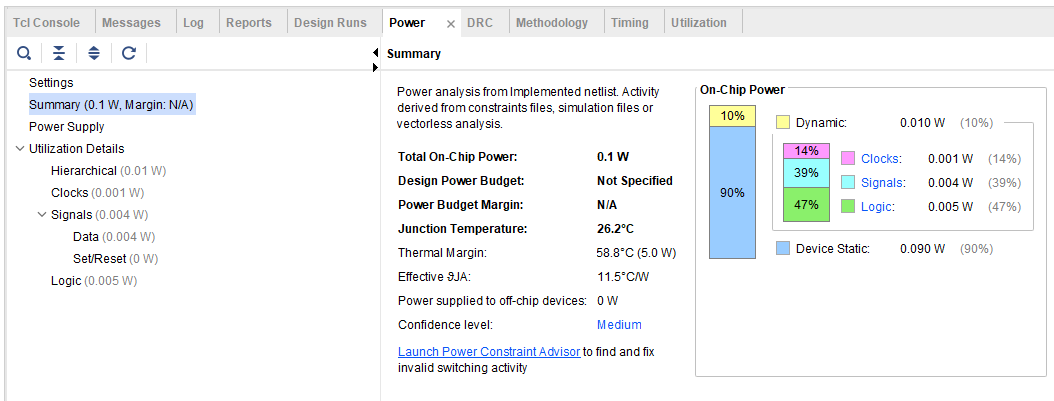 Tcl Console Messages Log Reports Design Runs Power × DRC Methodology Timing Utilization
Settings
Summary (0.1 W, Margin: N/A)
Power Supply
Utilization Details
Hierarchical (0.01 W)
Clocks (0.001 W)
Signals (0.004 W)
Data (0.004 W)
Set/Reset (0 W)
Logic (0.005 W)
Summary
Power analysis from Implemented netlist. Activity
derived from constraints files, simulation files or
vectorless analysis.
Total On-Chip Power: 0.1 W
Design Power Budget: Not Specified
Power Budget Margin: N/A
Junction Temperature: 26.2°C
Thermal Margin: 58.8°C (5.0 W)
Effective ϑJA: 11.5°C/W
Power supplied to off-chip devices: 0 W
Confidence level: Medium
Launch Power Constraint Advisor to find and fix
invalid switching activity
On-Chip Power
10%
90%
Dynamic: 0.010 W (10%)
14%
39%
47%
Clocks: 0.001 W (14%)
Signals: 0.004 W (39%)
Logic: 0.005 W (47%)
Device Static: 0.090 W (90%)